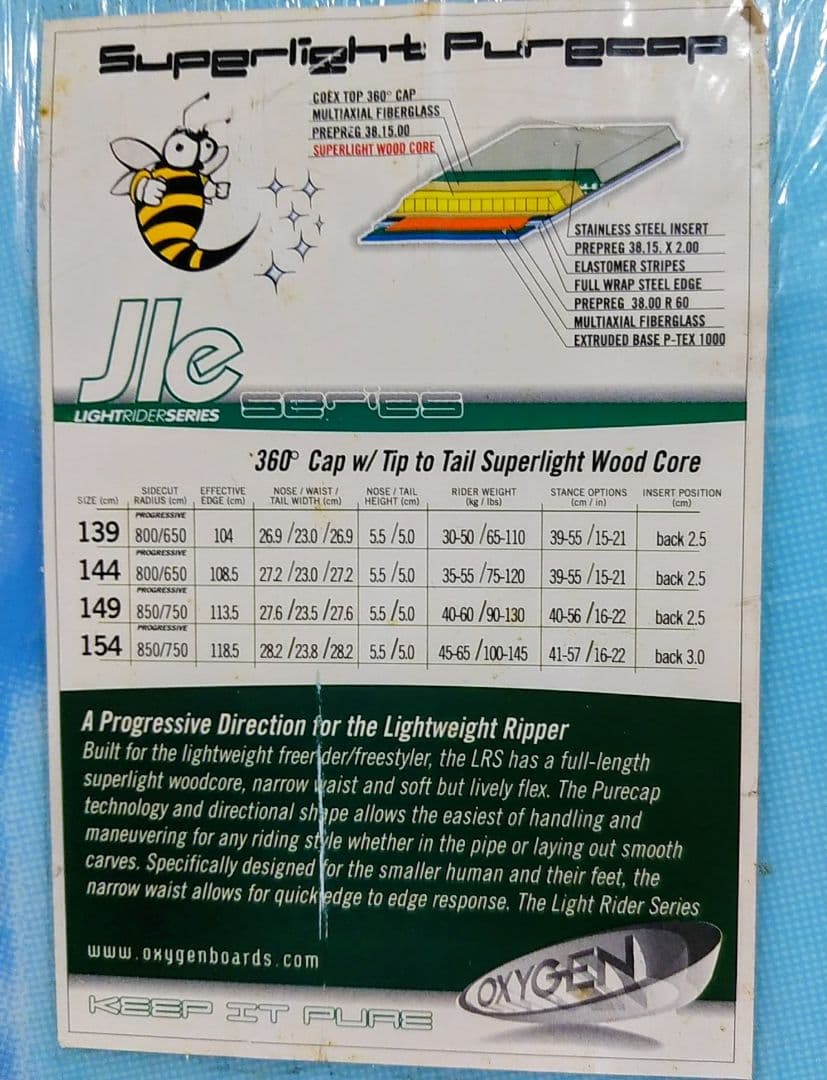 Superlight Purecap
COEX TOP 360° CAP
MULTIAXIAL FIBERGLASS
PREPREG 38.15.00
SUPERLIGHT WOOD CORE
STAINLESS STEEL INSERT
PREPREG 38.15. X 2.00
ELASTOMER STRIPES
FULL WRAP STEEL EDGE
PREPREG 38.00 R 60
MULTIAXIAL FIBERGLASS
EXTRUDED BASE P-TEX 1000
LIGHTRIDERSERIES series
360° Cap w/ Tip to Tail Superlight Wood Core
SIZE (cm) SIDECUT RADIUS (cm) EFFECTIVE EDGE (cm) NOSE / WAIST / TAIL WIDTH (cm) NOSE / TAIL HEIGHT (cm) RIDER WEIGHT (kg / lbs) STANCE OPTIONS (cm / in) INSERT POSITION (cm)
PROGRESSIVE
139 800/650 104 26.9 /23.0 /26.9 5.5 /5.0 30-50 /65-110 39-55 /15-21 back 2.5
PROGRESSIVE
144 800/650 108.5 27.2 /23.0 /27.2 5.5 /5.0 35-55 /75-120 39-55 /15-21 back 2.5
PROGRESSIVE
149 850/750 113.5 27.6 /23.5 /27.6 5.5 /5.0 40-60 /90-130 40-56 /16-22 back 2.5
PROGRESSIVE
154 850/750 118.5 28.2 /23.8 /28.2 5.5 /5.0 45-65 /100-145 41-57 /16-22 back 3.0
A Progressive Direction for the Lightweight Ripper
Built for the lightweight freerider/freestyler, the LRS has a full-length
superlight woodcore, narrow waist and soft but lively flex. The Purecap
technology and directional shape allows the easiest of handling and
maneuvering for any riding style whether in the pipe or laying out smooth
carves. Specifically designed for the smaller human and their feet, the
narrow waist allows for quick edge to edge response. The Light Rider Series
www.oxygenboards.com
OXYGEN
KEEP IT PURE